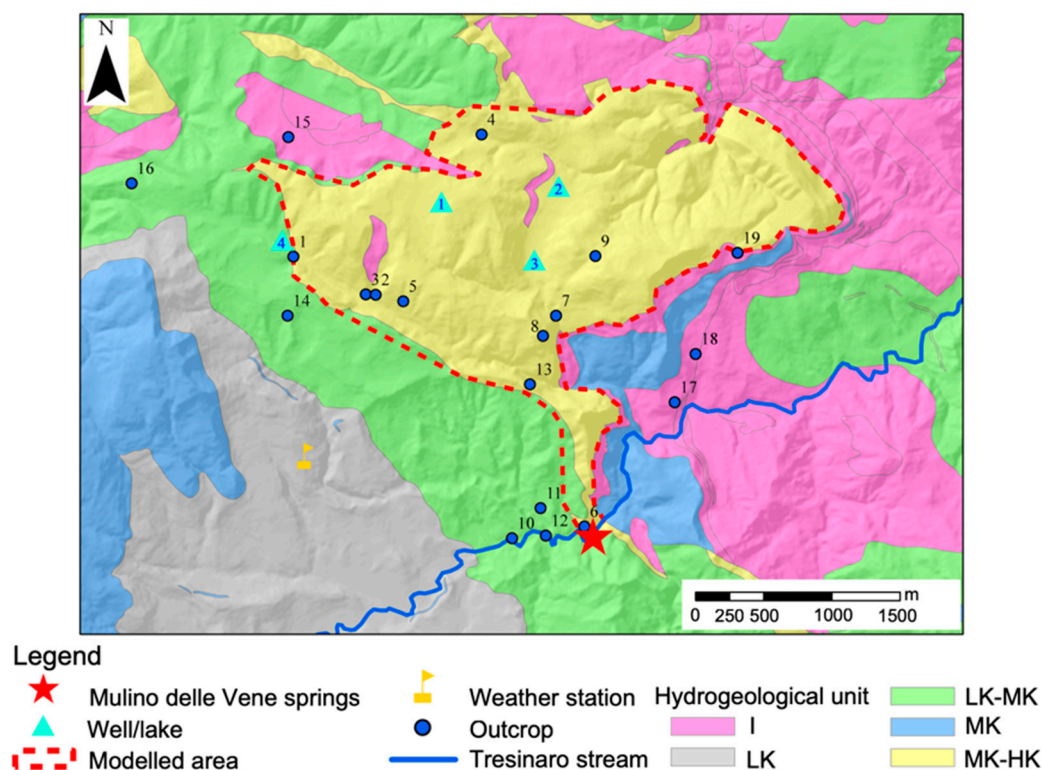 N
4
15
16
2
1
4
1
9
19
3
3 2
5
14
7
8
18
13
17
11
6
10
12
m
0 250 500 1000 1500
Legend
Mulino delle Vene springs
Weather station
Hydrogeological unit
LK-MK
Well/lake
Outcrop
I
MK
Modelled area
Tresinaro stream
LK
MK-HK